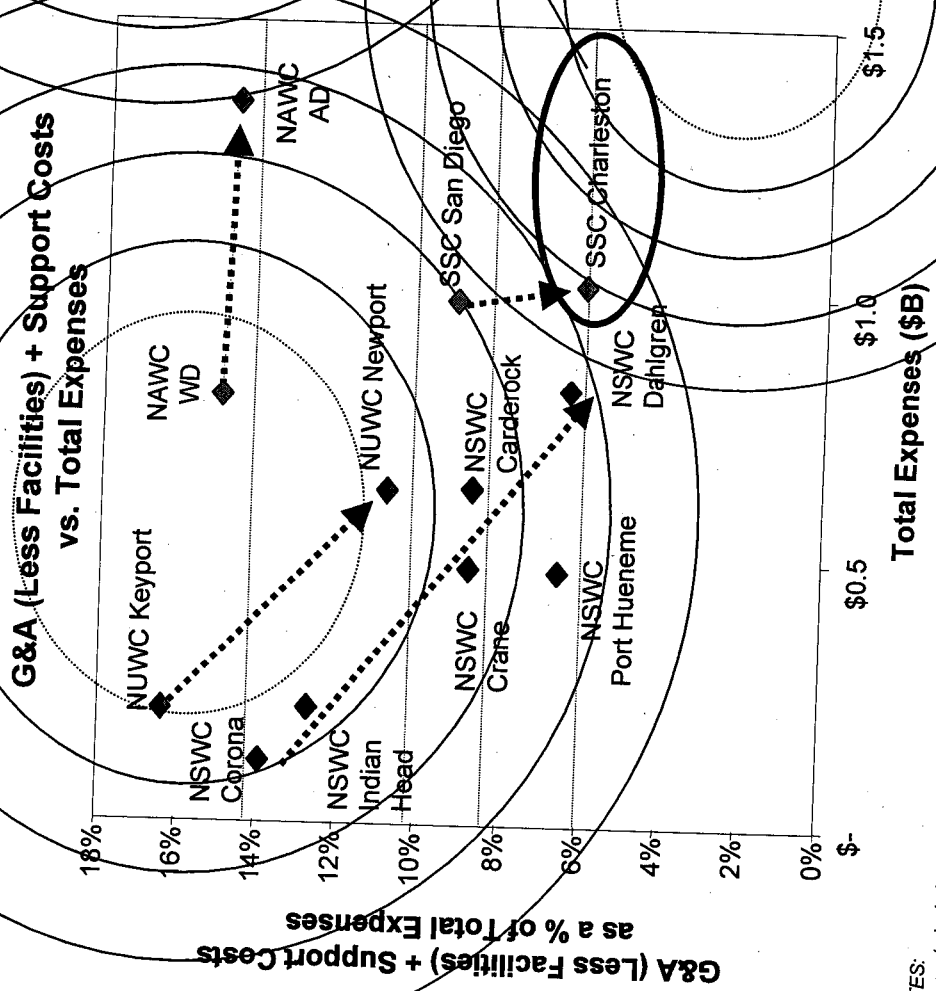 G&A (Less Facilities) + Support Costs
vs. Total Expenses
G&A (Less Facilities) + Support Costs
as a % of Total Expenses
18%
16%
14%
12%
10%
8%
6%
4%
2%
0%
NUWC Keyport
NAWC
WD
NAWC
AD
NSWC
Corona
NSWC
Indian
Head
NUWC Newport
SSC San Diego
NSWC
Crane
NSWC
Carderock
SSC Charleston
NSWC
Port Hueneme
NSWC
Dahlgren
$-
$0.5
$1.0
$1.5
Total Expenses ($B)